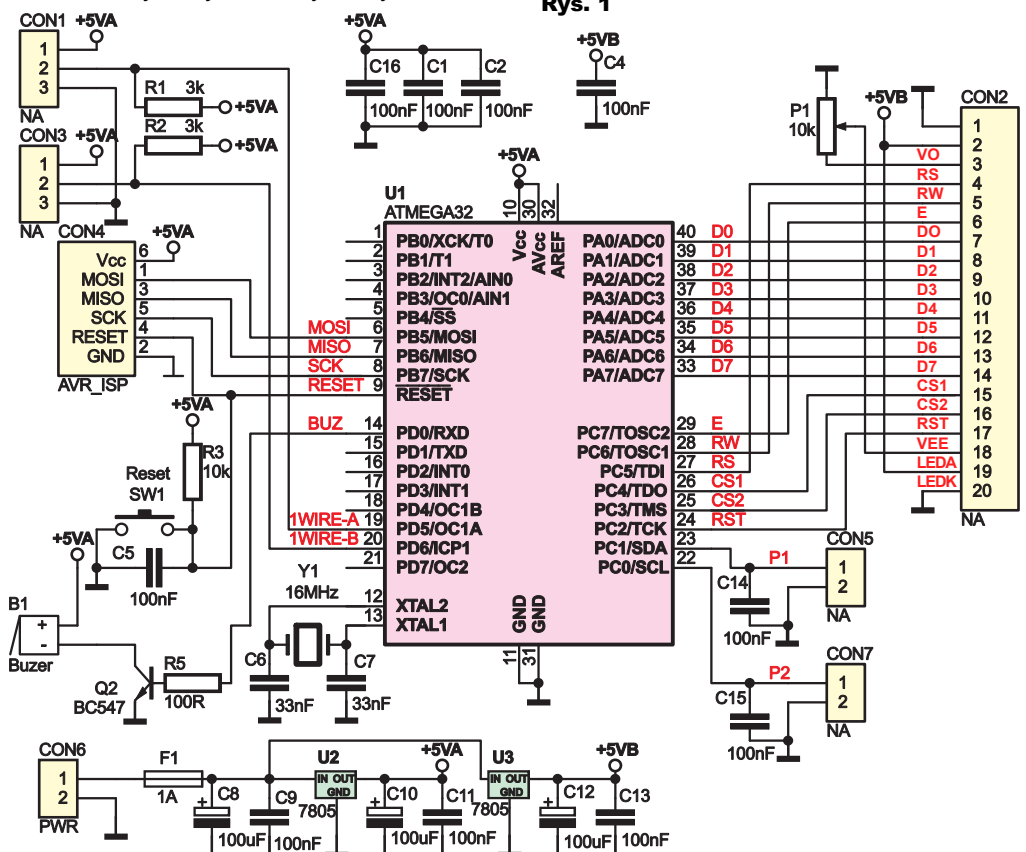 Rys. 1
CON1 +5VA
1
2
3
NA
R1 3k
+5VA
R2 3k
+5VA
CON3 +5VA
1
2
3
NA
+5VA
C16 C1 C2
100nF 100nF 100nF
+5VB
C4
100nF
CON4
+5VA
Vcc 6
MOSI 1
MISO 3
SCK 5
RESET 4
GND 2
AVR_ISP
MOSI
MISO
SCK
RESET
BUZ
1WIRE-A
1WIRE-B
+5VA
R3
10k
Reset
SW1
C5
100nF
+5VA
B1
+
-
Buzer
Q2
BC547
R5
100R
Y1
16MHz
C6
33nF
C7
33nF
+5VA
10 30 32
U1
ATMEGA32
Vcc AVcc AREF
1 PB0/XCK/T0
2 PB1/T1
3 PB2/INT2/AIN0
4 PB3/OC0/AIN1
5 PB4/SS
6 PB5/MOSI
7 PB6/MISO
8 PB7/SCK
9 RESET
14 PD0/RXD
15 PD1/TXD
16 PD2/INT0
17 PD3/INT1
18 PD4/OC1B
19 PD5/OC1A
20 PD6/ICP1
21 PD7/OC2
12 XTAL2
13 XTAL1
GND GND
11 31
PA0/ADC0 40 D0
PA1/ADC1 39 D1
PA2/ADC2 38 D2
PA3/ADC3 37 D3
PA4/ADC4 36 D4
PA5/ADC5 35 D5
PA6/ADC6 34 D6
PA7/ADC7 33 D7
PC7/TOSC2 29 E
PC6/TOSC1 28 RW
PC5/TDI 27 RS
PC4/TDO 26 CS1
PC3/TMS 25 CS2
PC2/TCK 24 RST
PC1/SDA 23
PC0/SCL 22
P1
10k
+5VB
CON2
1
2
VO 3
RS 4
RW 5
E 6
DO 7
D1 8
D2 9
D3 10
D4 11
D5 12
D6 13
D7 14
CS1 15
CS2 16
RST 17
VEE 18
LEDA 19
LEDK 20
NA
CON5
P1
1
2
NA
C14
100nF
CON7
P2
1
2
NA
C15
100nF
CON6
1
2
PWR
F1
1A
C8
+
100uF
C9
100nF
U2
IN OUT
GND
7805
C10
+
100uF
+5VA
C11
100nF
U3
IN OUT
GND
7805
C12
+
100uF
+5VB
C13
100nF